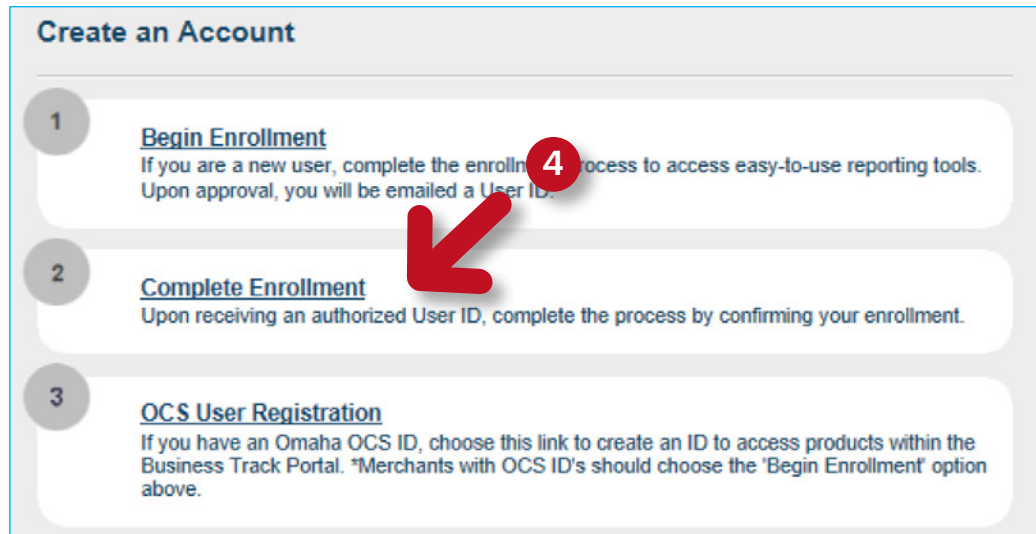 Create an Account
1
Begin Enrollment
If you are a new user, complete the enrollm 4 rocess to access easy-to-use reporting tools.
Upon approval, you will be emailed a User ID.
2
Complete Enrollment
Upon receiving an authorized User ID, complete the process by confirming your enrollment.
3
OCS User Registration
If you have an Omaha OCS ID, choose this link to create an ID to access products within the
Business Track Portal. *Merchants with OCS ID's should choose the 'Begin Enrollment' option
above.